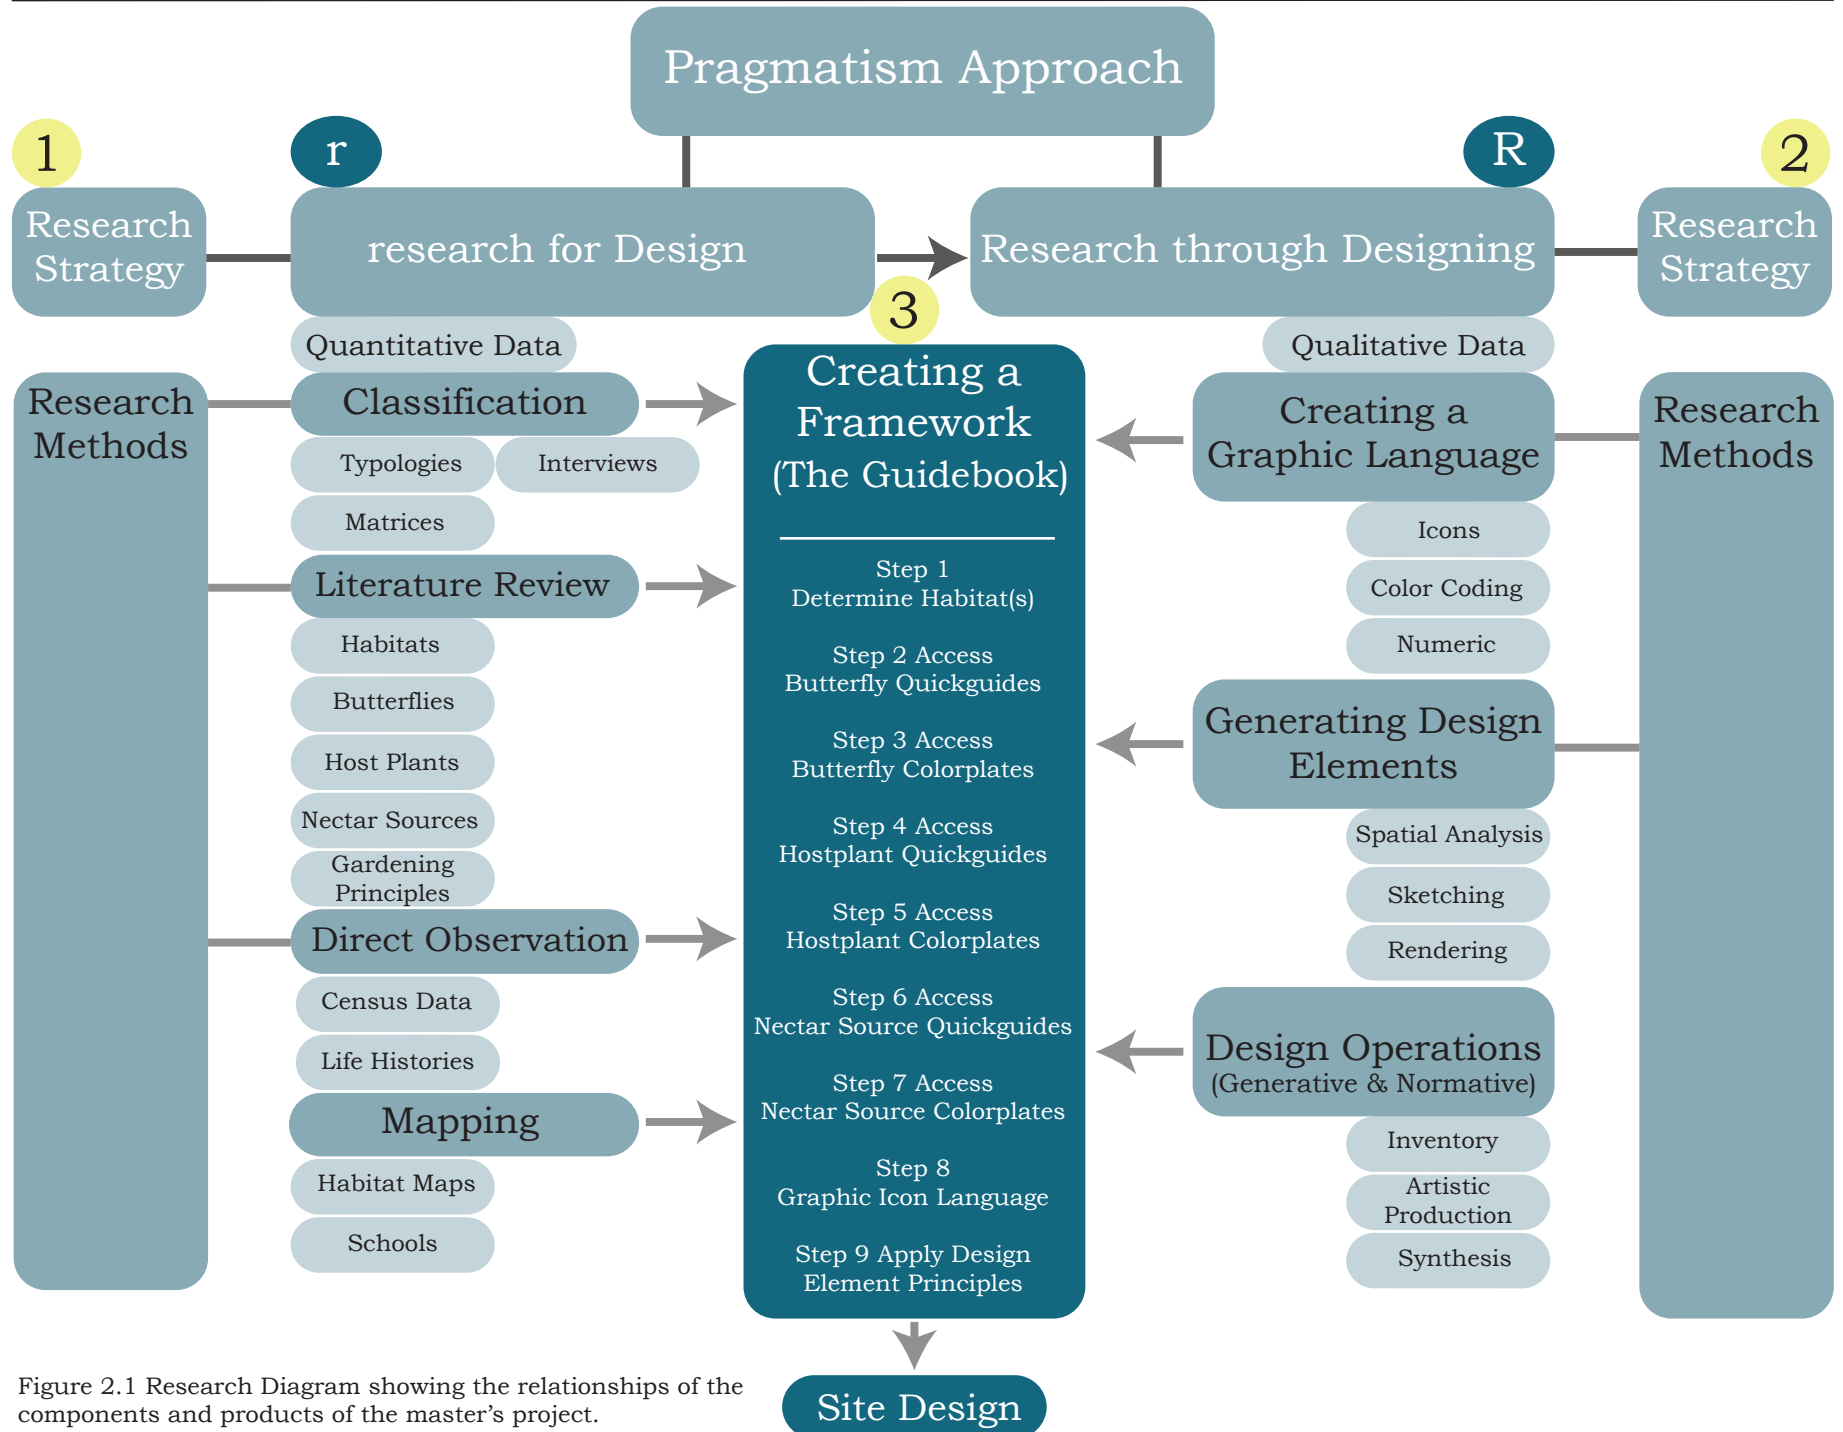 Pragmatism Approach
1
r
R
2
Research
Strategy
research for Design
Research through Designing
Research
Strategy
3
Quantitative Data
Qualitative Data
Research
Methods
Classification
Typologies
Interviews
Matrices
Literature Review
Habitats
Butterflies
Host Plants
Nectar Sources
Gardening
Principles
Direct Observation
Census Data
Life Histories
Mapping
Habitat Maps
Schools
Creating a
Framework
(The Guidebook)
Step 1
Determine Habitat(s)
Step 2 Access
Butterfly Quickguides
Step 3 Access
Butterfly Colorplates
Step 4 Access
Hostplant Quickguides
Step 5 Access
Hostplant Colorplates
Step 6 Access
Nectar Source Quickguides
Step 7 Access
Nectar Source Colorplates
Step 8
Graphic Icon Language
Step 9 Apply Design
Element Principles
Site Design
Creating a
Graphic Language
Icons
Color Coding
Numeric
Generating Design
Elements
Spatial Analysis
Sketching
Rendering
Design Operations
(Generative & Normative)
Inventory
Artistic
Production
Synthesis
Research
Methods
Figure 2.1 Research Diagram showing the relationships of the
components and products of the master's project.